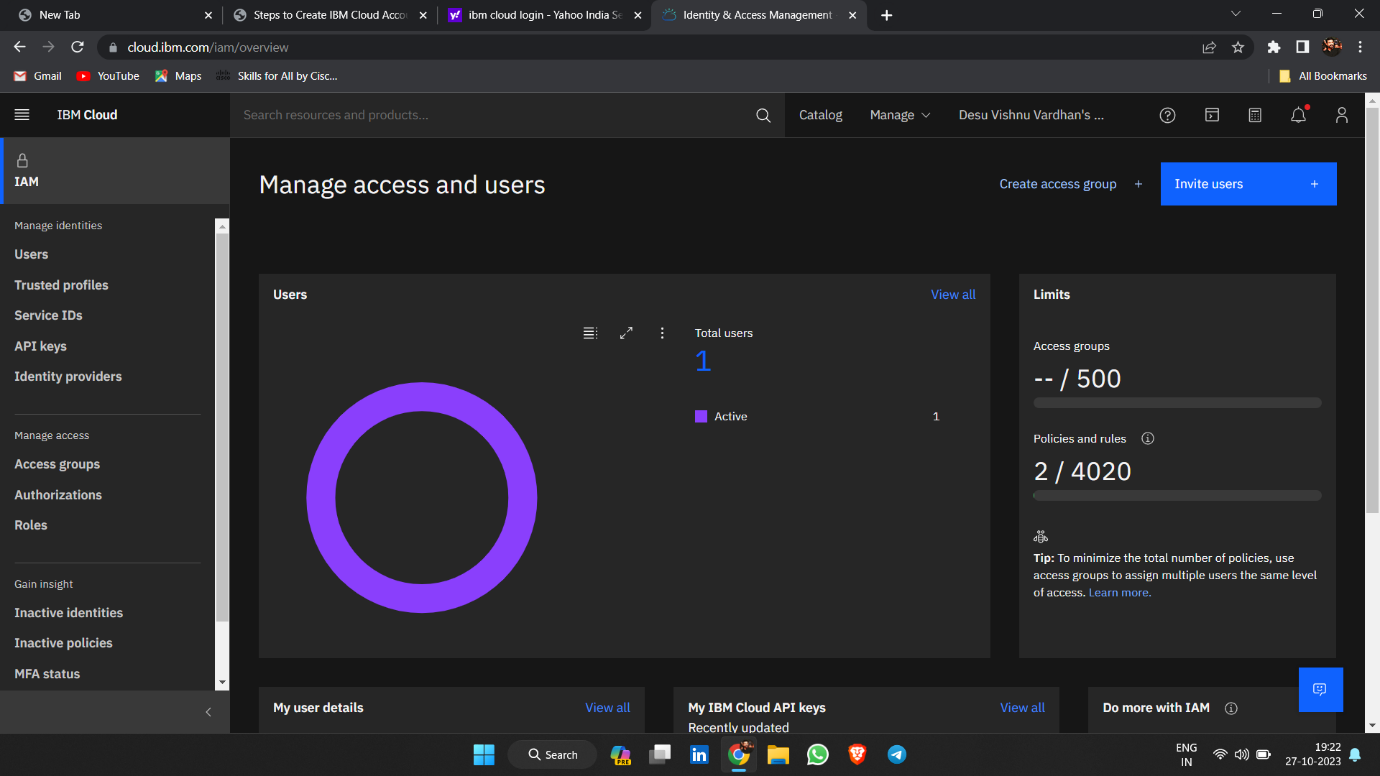 New Tab
Steps to Create IBM Cloud Accou
ibm cloud login - Yahoo India Se
Identity & Access Management -
cloud.ibm.com/iam/overview
Gmail
YouTube
Maps
Skills for All by Cisc...
All Bookmarks
IBM Cloud
Search resources and products...
Catalog
Manage
Desu Vishnu Vardhan's ...
IAM
Manage identities
Users
Trusted profiles
Service IDs
API keys
Identity providers
Manage access
Access groups
Authorizations
Roles
Gain insight
Inactive identities
Inactive policies
MFA status
Manage access and users
Create access group +
Invite users +
Users
View all
Total users
1
Active 1
Limits
Access groups
-- / 500
Policies and rules
2 / 4020
Tip: To minimize the total number of policies, use
access groups to assign multiple users the same level
of access. Learn more.
My user details
View all
My IBM Cloud API keys
View all
Recently updated
Do more with IAM
Search
PRE
ENG
IN
19:22
27-10-2023